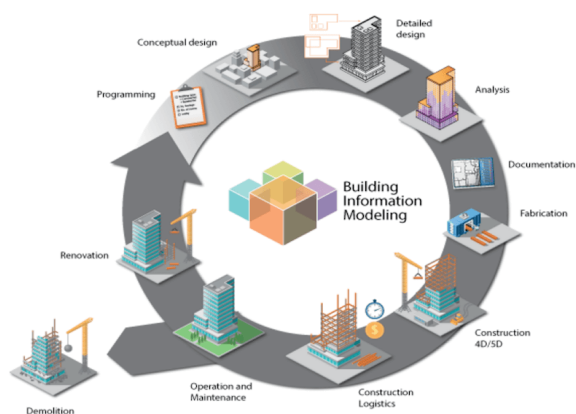 Detailed
design
Conceptual design
Programming
Analysis
Documentation
Building
Information
Modeling
Fabrication
Renovation
Construction
4D/5D
Operation and
Maintenance
Construction
Logistics
Demolition